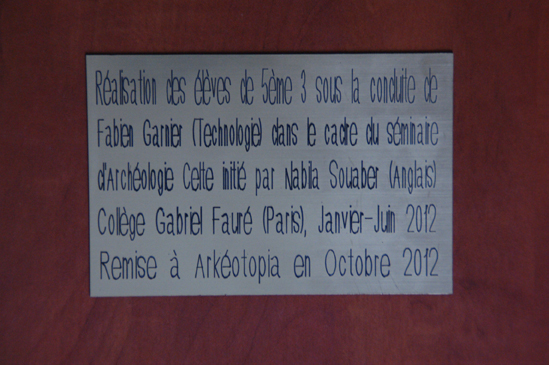 Réalisation des élèves de 5ème 3 sous la conduite de
Fabien Garnier (Technologie) dans le cadre du séminaire
d'Archéologie Celte initié par Nabila Souaber (Anglais)
Collège Gabriel Fauré (Paris), Janvier-Juin 2012
Remise à Arkéotopia en Octobre 2012